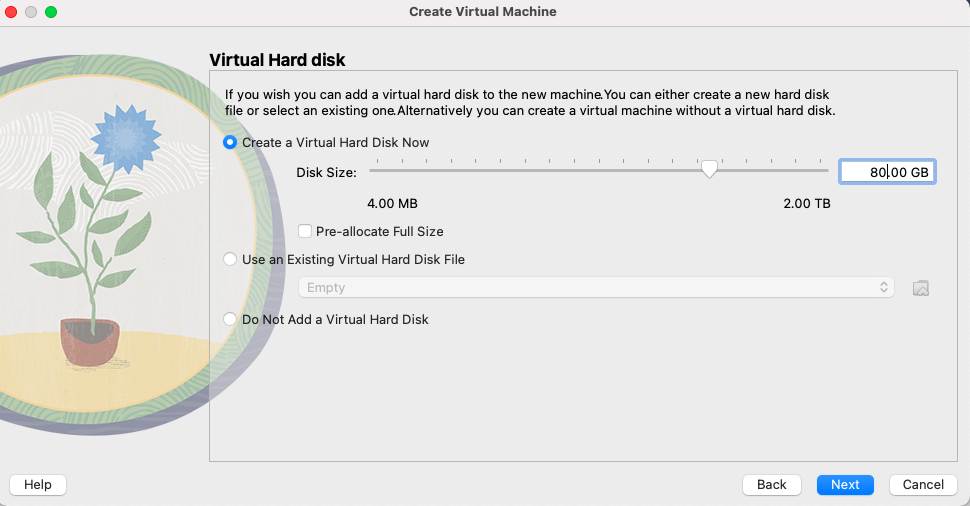 Create Virtual Machine
Virtual Hard disk
If you wish you can add a virtual hard disk to the new machine.You can either create a new hard disk
file or select an existing one.Alternatively you can create a virtual machine without a virtual hard disk.
Create a Virtual Hard Disk Now
Disk Size:
80.00 GB
4.00 MB
2.00 TB
Pre-allocate Full Size
Use an Existing Virtual Hard Disk File
Empty
Do Not Add a Virtual Hard Disk
Help
Back
Next
Cancel